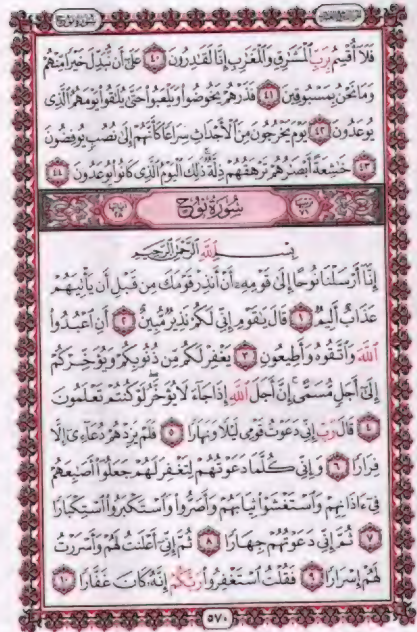 سُورَةُ نُوحٍ
فَلَآ أُقْسِمُ بِرَبِّ ٱلْمَشَٰرِقِ وَٱلْمَغَٰرِبِ إِنَّا لَقَٰدِرُونَ ٤٠ عَلَىٰٓ أَن نُّبَدِّلَ خَيْرًا مِّنْهُمْ
وَمَا نَحْنُ بِمَسْبُوقِينَ ٤١ فَذَرْهُمْ يَخُوضُوا۟ وَيَلْعَبُوا۟ حَتَّىٰ يُلَٰقُوا۟ يَوْمَهُمُ ٱلَّذِى
يُوعَدُونَ ٤٢ يَوْمَ يَخْرُجُونَ مِنَ ٱلْأَجْدَاثِ سِرَاعًا كَأَنَّهُمْ إِلَىٰ نُصُبٍ يُوفِضُونَ
٤٣ خَٰشِعَةً أَبْصَٰرُهُمْ تَرْهَقُهُمْ ذِلَّةٌ ذَٰلِكَ ٱلْيَوْمُ ٱلَّذِى كَانُوا۟ يُوعَدُونَ ٤٤
سُورَةُ نُوحٍ
بِسْمِ ٱللَّهِ ٱلرَّحْمَٰنِ ٱلرَّحِيمِ
إِنَّآ أَرْسَلْنَا نُوحًا إِلَىٰ قَوْمِهِۦٓ أَنْ أَنذِرْ قَوْمَكَ مِن قَبْلِ أَن يَأْتِيَهُمْ
عَذَابٌ أَلِيمٌ ١ قَالَ يَٰقَوْمِ إِنِّى لَكُمْ نَذِيرٌ مُّبِينٌ ٢ أَنِ ٱعْبُدُوا۟
ٱللَّهَ وَٱتَّقُوهُ وَأَطِيعُونِ ٣ يَغْفِرْ لَكُم مِّن ذُنُوبِكُمْ وَيُؤَخِّرْكُمْ
إِلَىٰٓ أَجَلٍ مُّسَمًّى إِنَّ أَجَلَ ٱللَّهِ إِذَا جَآءَ لَا يُؤَخَّرُ لَوْ كُنتُمْ تَعْلَمُونَ
٤ قَالَ رَبِّ إِنِّى دَعَوْتُ قَوْمِى لَيْلًا وَنَهَارًا ٥ فَلَمْ يَزِدْهُمْ دُعَآءِىٓ إِلَّا
فِرَارًا ٦ وَإِنِّى كُلَّمَا دَعَوْتُهُمْ لِتَغْفِرَ لَهُمْ جَعَلُوٓا۟ أَصَٰبِعَهُمْ
فِىٓ ءَاذَانِهِمْ وَٱسْتَغْشَوْا۟ ثِيَابَهُمْ وَأَصَرُّوا۟ وَٱسْتَكْبَرُوا۟ ٱسْتِكْبَارًا
٧ ثُمَّ إِنِّى دَعَوْتُهُمْ جِهَارًا ٨ ثُمَّ إِنِّىٓ أَعْلَنتُ لَهُمْ وَأَسْرَرْتُ
لَهُمْ إِسْرَارًا ٩ فَقُلْتُ ٱسْتَغْفِرُوا۟ رَبَّكُمْ إِنَّهُۥ كَانَ غَفَّارًا ١٠
٥٧٠